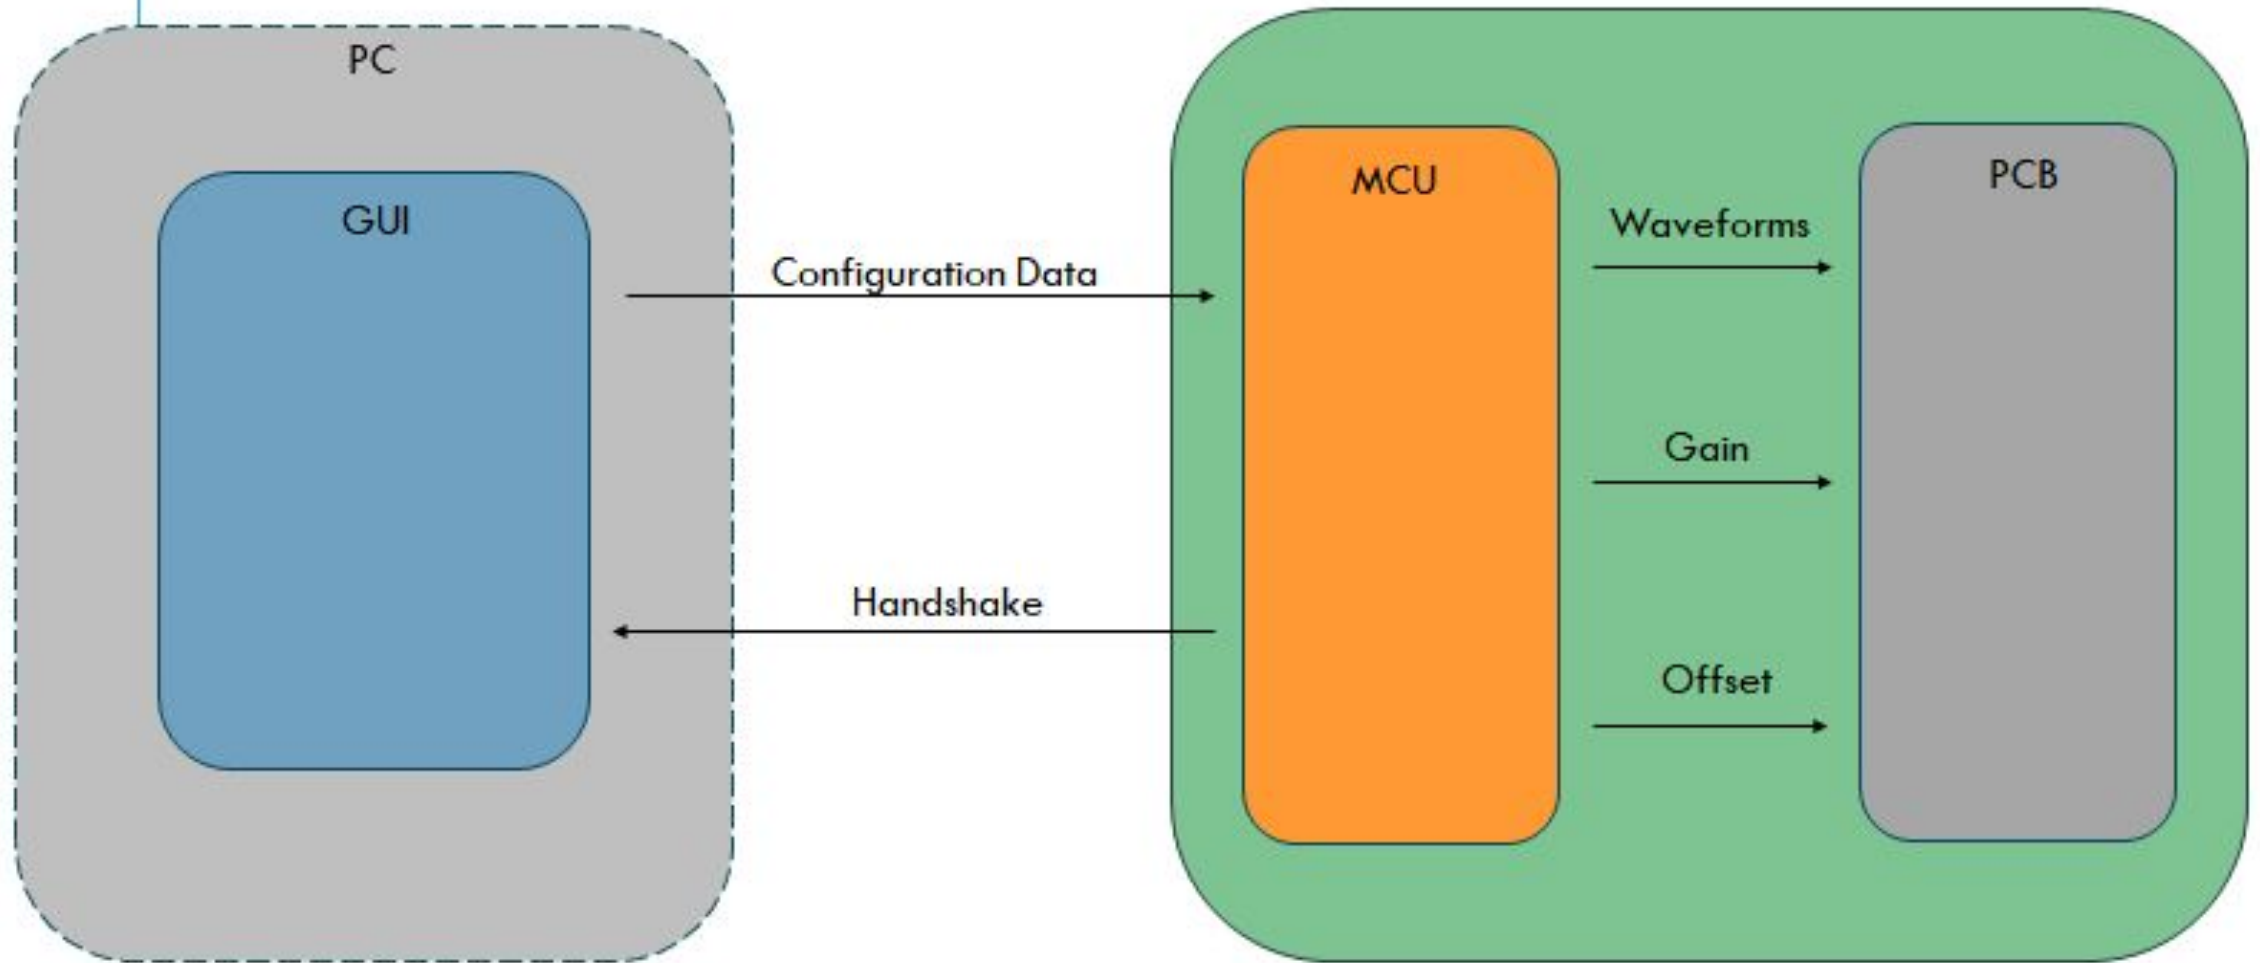 PC
GUI
Configuration Data
Handshake
MCU
Waveforms
Gain
Offset
PCB